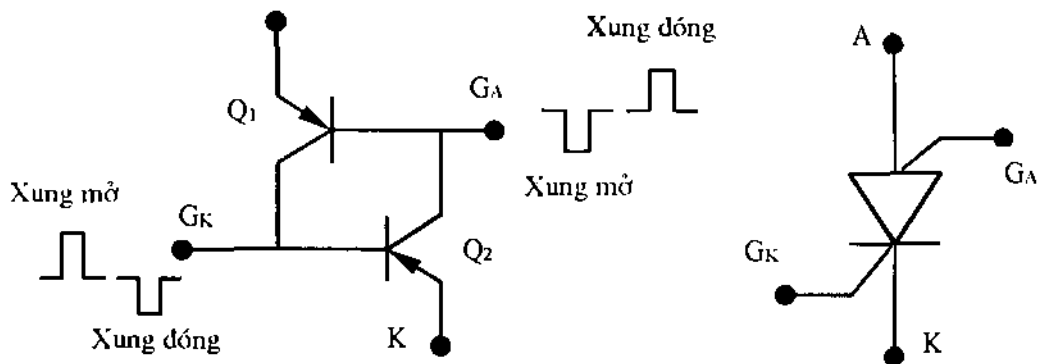 Xung đóng
A
GA
Q1
GA
Xung mở
Xung mở
GK
Q2
GK
Xung đóng
K
K